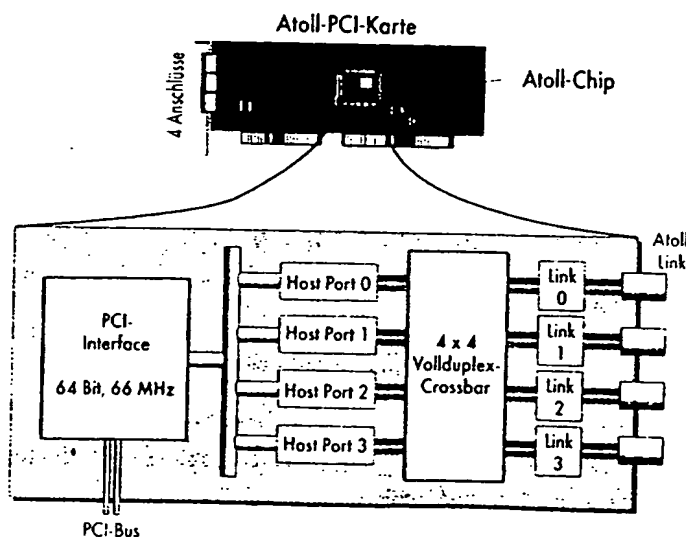 Atoll-PCI-Karte
4 Anschlüsse
Atoll-Chip
Atoll
Link
PCI-
Interface
64 Bit, 66 MHz
Host Port 0
Host Port 1
Host Port 2
Host Port 3
4 x 4
Vollduplex-
Crossbar
Link
0
Link
1
Link
2
Link
3
PCI-Bus